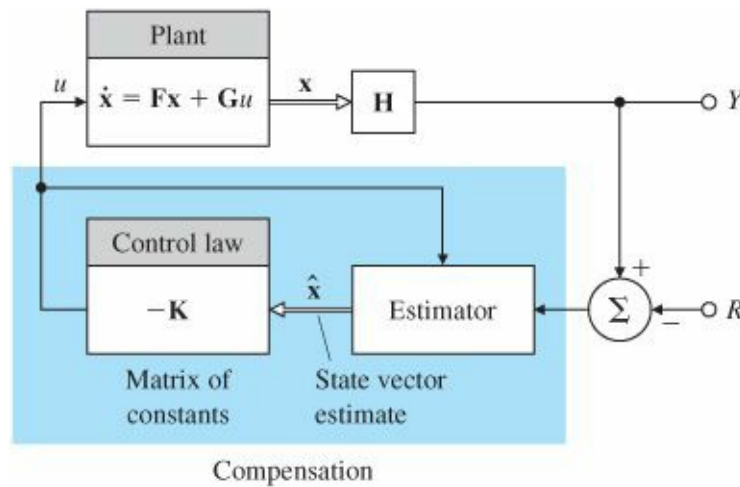 Plant
u
ẋ = Fx + Gu
x
H
Y
Control law
−K
x̂
Estimator
+
Σ
−
R
Matrix of
constants
State vector
estimate
Compensation